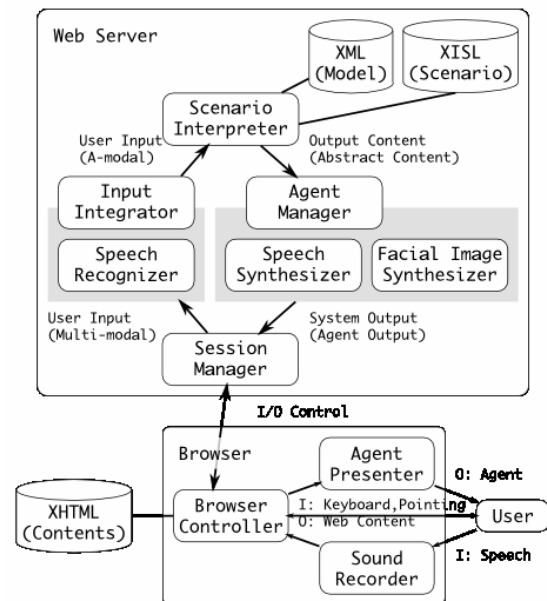 Web Server
XML
(Model)
XISL
(Scenario)
Scenario
Interpreter
User Input
(A-modal)
Output Content
(Abstract Content)
Input
Integrator
Agent
Manager
Speech
Recognizer
Speech
Synthesizer
Facial Image
Synthesizer
User Input
(Multi-modal)
System Output
(Agent Output)
Session
Manager
I/O Control
Browser
Agent
Presenter
O: Agent
XHTML
(Contents)
Browser
Controller
I: Keyboard,Pointing
O: Web Content
User
Sound
Recorder
I: Speech